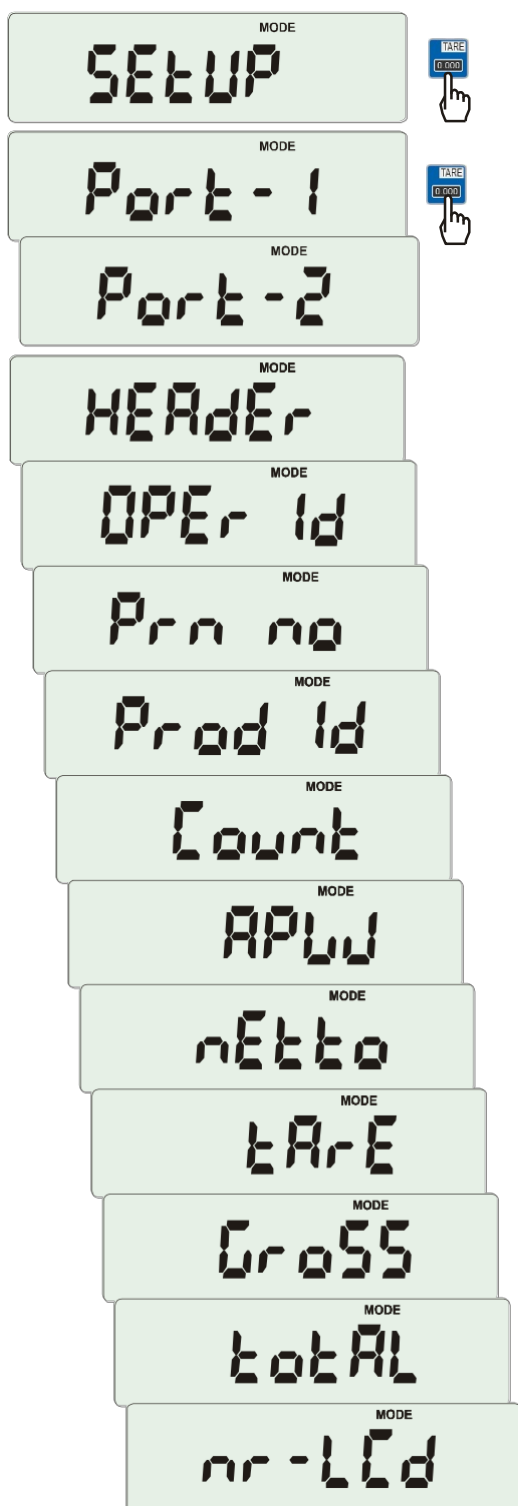 MODE
SEtUP
TARE
0.000
MODE
Port-1
TARE
0.000
MODE
Port-2
MODE
HEAdEr
MODE
OPEr Id
MODE
Prn no
MODE
Prod Id
MODE
Count
MODE
APW
MODE
nEtto
MODE
tArE
MODE
GroSS
MODE
totAL
MODE
nr-LCd